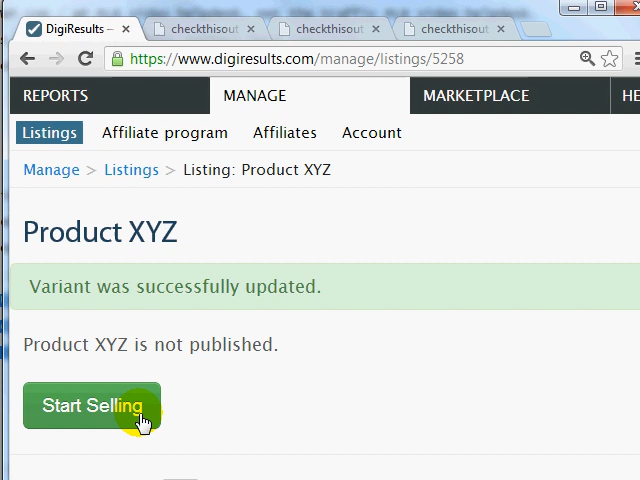 DigiResults –
checkthisout
checkthisout
checkthisout
https://www.digiresults.com/manage/listings/5258
REPORTS
MANAGE
MARKETPLACE
HE
Listings
Affiliate program
Affiliates
Account
Manage > Listings > Listing: Product XYZ
Product XYZ
Variant was successfully updated.
Product XYZ is not published.
Start Selling